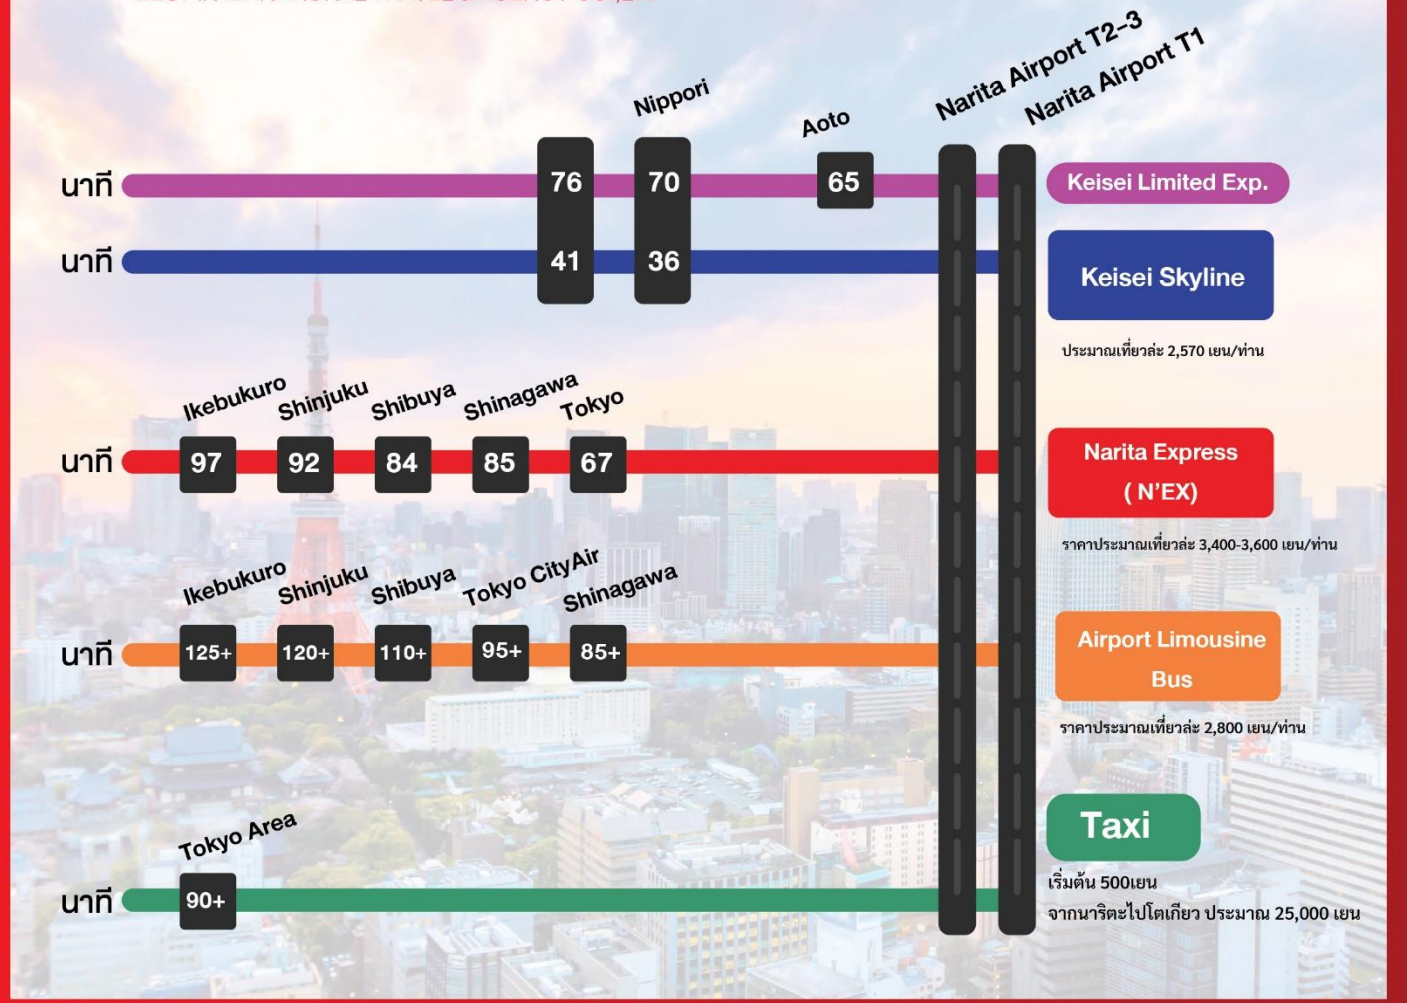 Narita Airport T2-3
Narita Airport T1
Nippori
Aoto
นาที
76
70
65
Keisei Limited Exp.
นาที
41
36
Keisei Skyline
ประมาณเที่ยวล่ะ 2,570 เยน/ท่าน
Ikebukuro
Shinjuku
Shibuya
Shinagawa
Tokyo
นาที
97
92
84
85
67
Narita Express
( N'EX)
ราคาประมาณเที่ยวล่ะ 3,400-3,600 เยน/ท่าน
Ikebukuro
Shinjuku
Shibuya
Tokyo CityAir
Shinagawa
นาที
125+
120+
110+
95+
85+
Airport Limousine
Bus
ราคาประมาณเที่ยวล่ะ 2,800 เยน/ท่าน
Tokyo Area
นาที
90+
Taxi
เริ่มต้น 500เยน
จากนาริตะไปโตเกียว ประมาณ 25,000 เยน